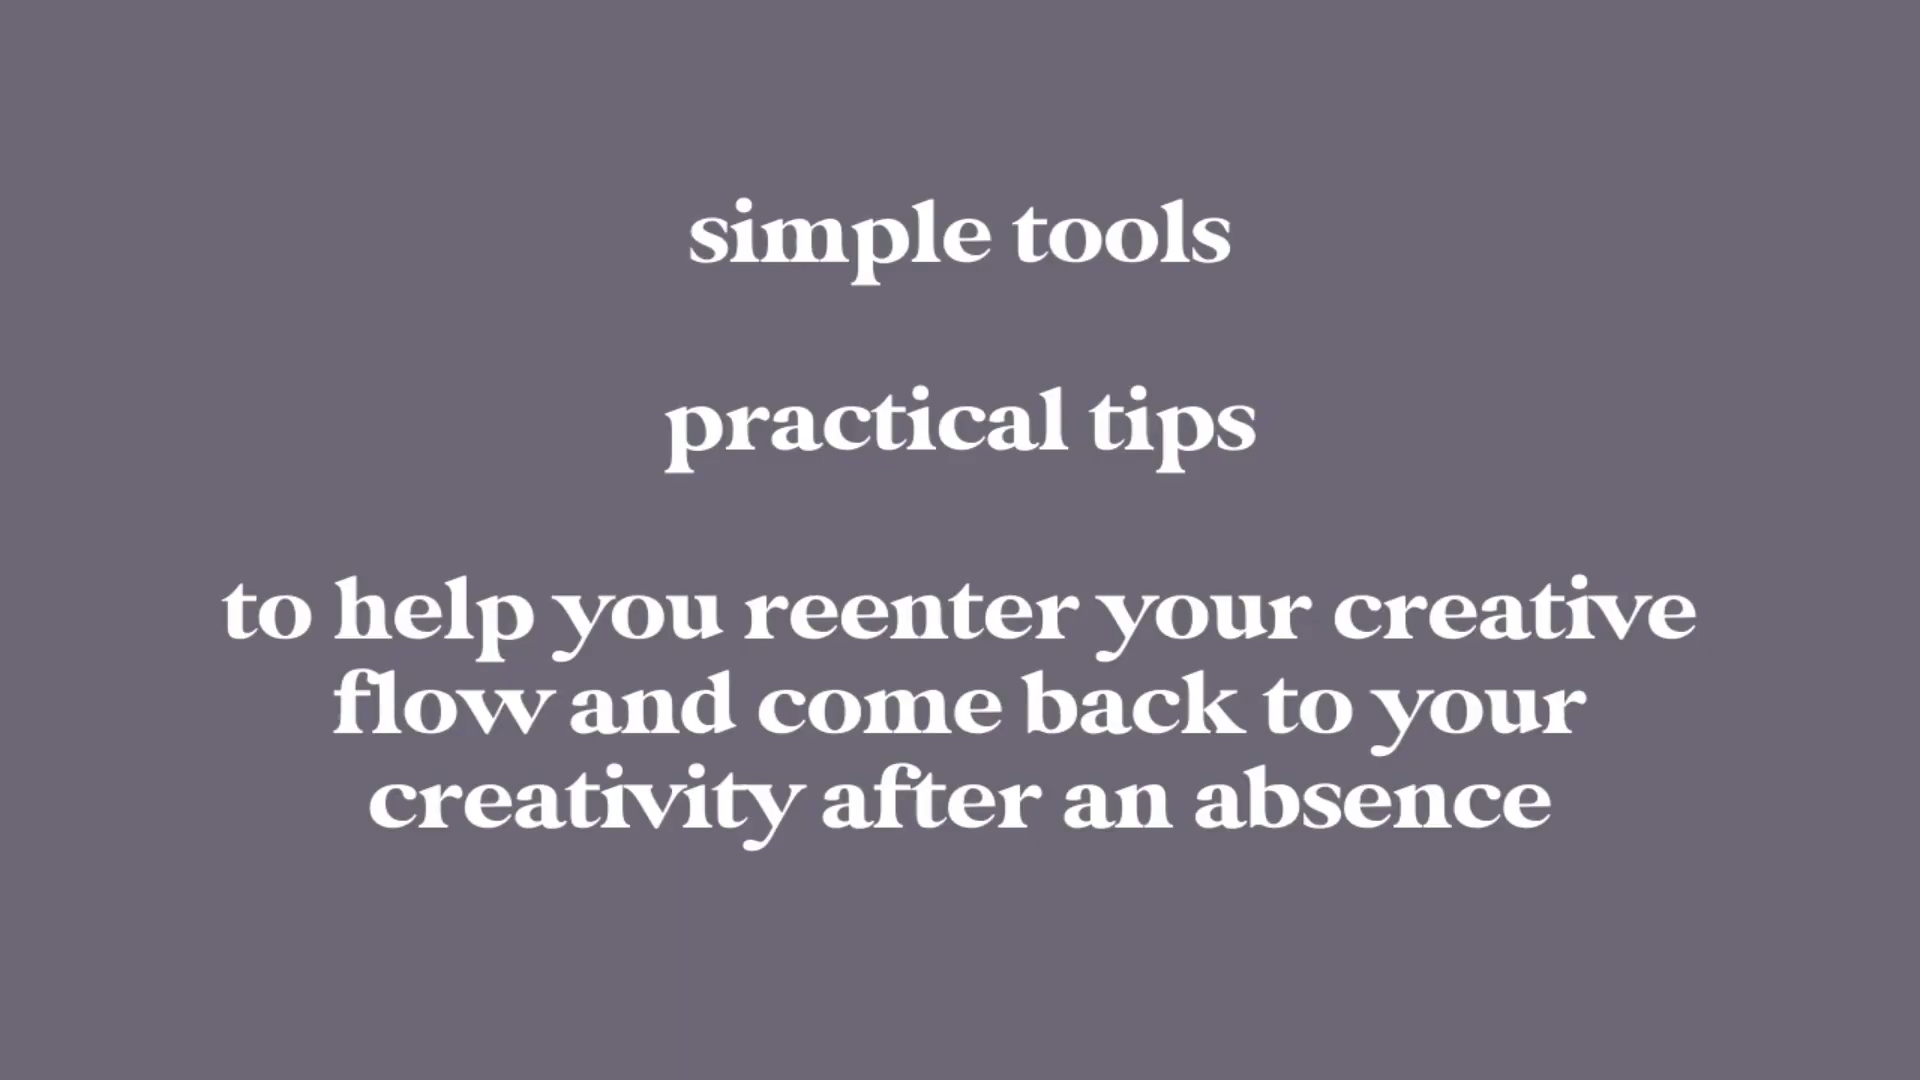 simple tools
practical tips
to help you reenter your creative
flow and come back to your
creativity after an absence